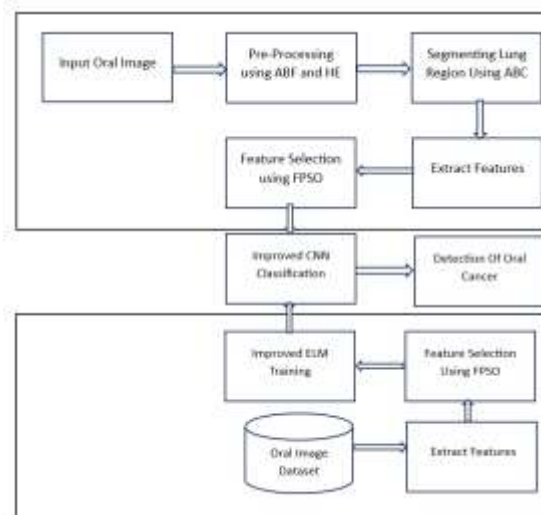 Input Oral Image
Pre-Processing
using ABF and HE
Segmenting Lung
Region Using ABC
Feature Selection
using FPSO
Extract Features
Improved CNN
Classification
Detection Of Oral
Cancer
Improved ELM
Training
Feature Selection
Using FPSO
Oral Image
Dataset
Extract Features